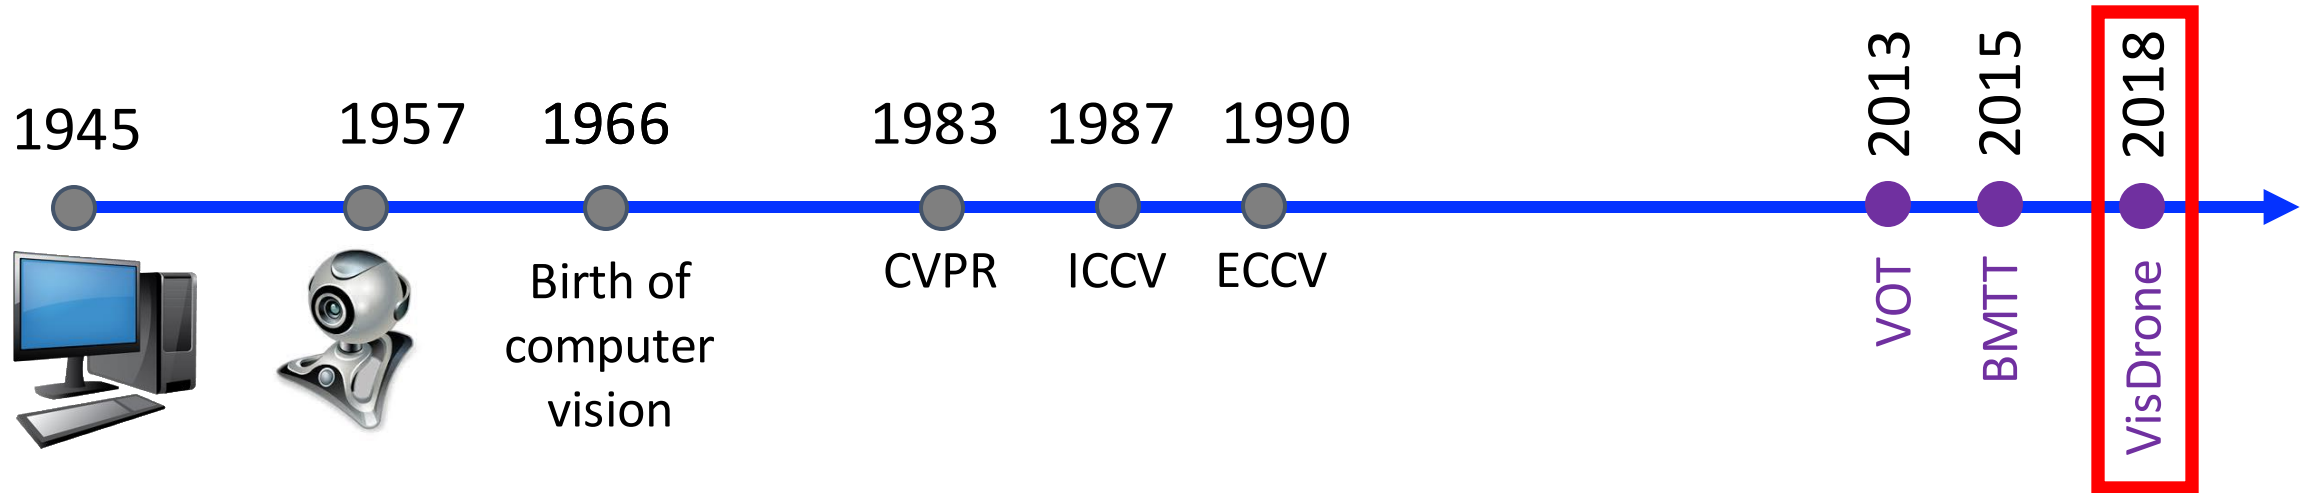 1945
1957
1966
1983
1987
1990
2013
2015
2018
Birth of
computer
vision
CVPR
ICCV
ECCV
VOT
BMTT
VisDrone